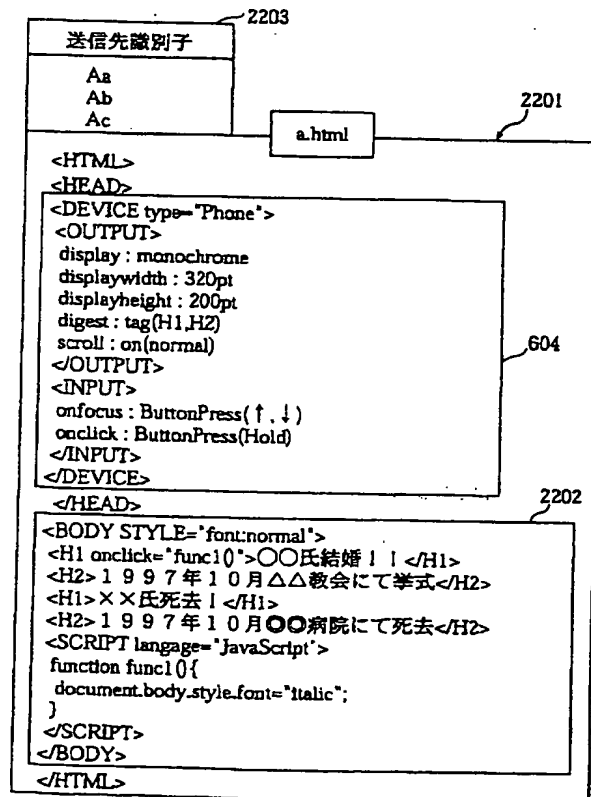 2203
送信先識別子
Aa
Ab
Ac
2201
a.html
<HTML>
<HEAD>
<DEVICE type="Phone">
<OUTPUT>
display : monochrome
displaywidth : 320pt
displayheight : 200pt
digest : tag(H1,H2)
scroll : on(normal)
</OUTPUT>
604
<INPUT>
onfocus : ButtonPress(↑,↓)
onclick : ButtonPress(Hold)
</INPUT>
</DEVICE>
</HEAD>
2202
<BODY STYLE="font:normal">
<H1 onclick="func1()">〇〇氏結婚！！</H1>
<H2>１９９７年１０月△△教会にて挙式</H2>
<H1>××氏死去！</H1>
<H2>１９９７年１０月〇〇病院にて死去</H2>
<SCRIPT langage="JavaScript">
function func1(){
document.body.style.font="italic";
}
</SCRIPT>
</BODY>
</HTML>